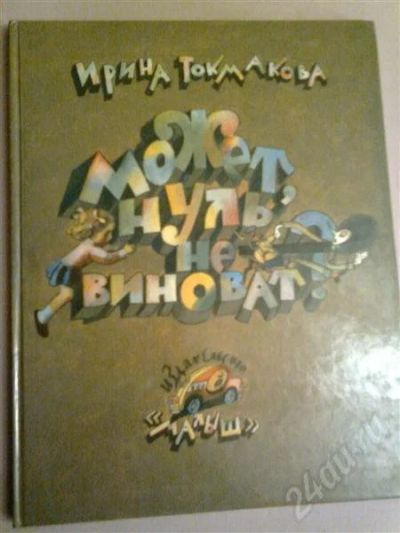 Ирина Токмакова
Может,
нуль
не
виноват?
издательство
«Малыш»
24au.ru